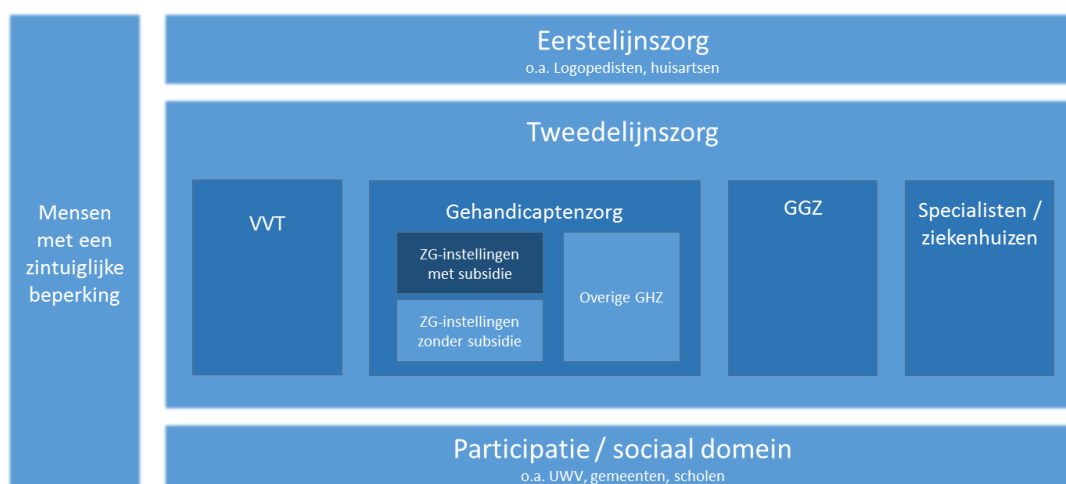 Mensen
met een
zintuiglijke
beperking
Eerstelijnszorg
o.a. Logopedisten, huisartsen
Tweedelijnszorg
VVT
Gehandicaptenzorg
ZG-instellingen
met subsidie
ZG-instellingen
zonder subsidie
Overige GHZ
GGZ
Specialisten /
ziekenhuizen
Participatie / sociaal domein
o.a. UWV, gemeenten, scholen